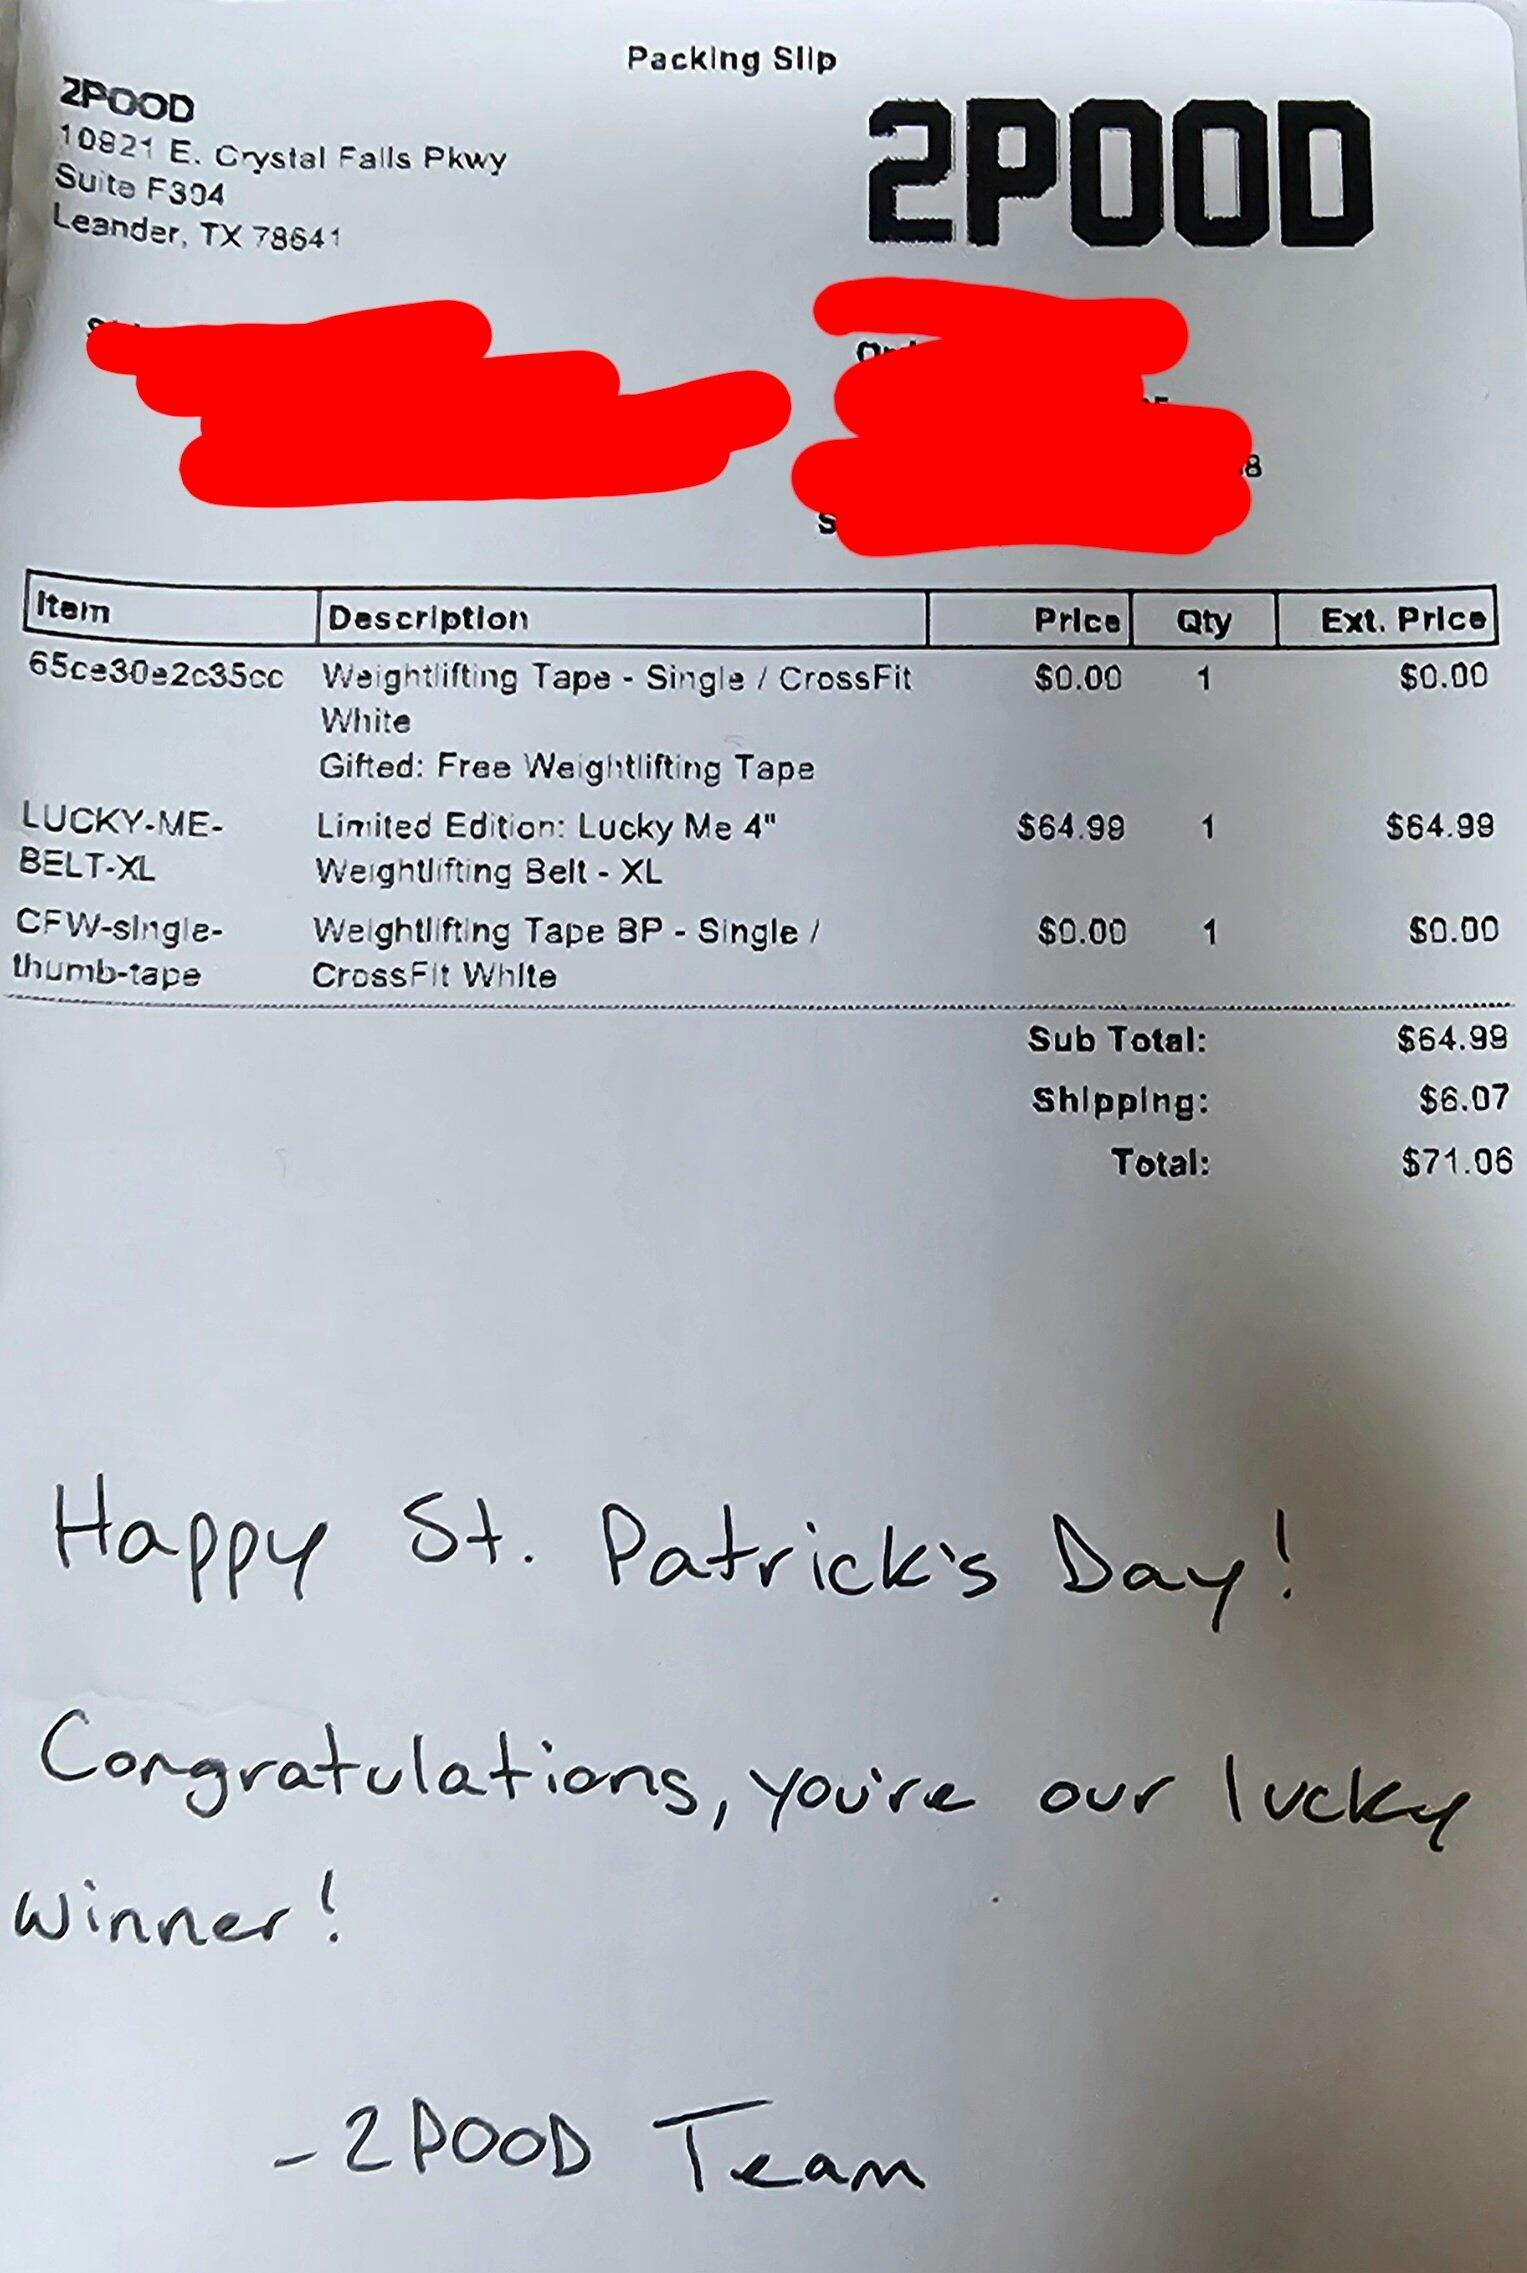 Packing Slip
2POOD
10821 E. Crystal Falls Pkwy
Suite F304
Leander, TX 78641
2POOD
Item Description Price Qty Ext. Price
65ce30e2c35cc Weightlifting Tape - Single / CrossFit $0.00 1 $0.00
White
Gifted: Free Weightlifting Tape
LUCKY-ME- Limited Edition: Lucky Me 4" $64.99 1 $64.99
BELT-XL Weightlifting Belt - XL
CFW-single- Weightlifting Tape BP - Single / $0.00 1 $0.00
thumb-tape CrossFit White
Sub Total: $64.99
Shipping: $6.07
Total: $71.06
Happy St. Patrick's Day!
Congratulations, you're our lucky
winner!
- 2POOD Team